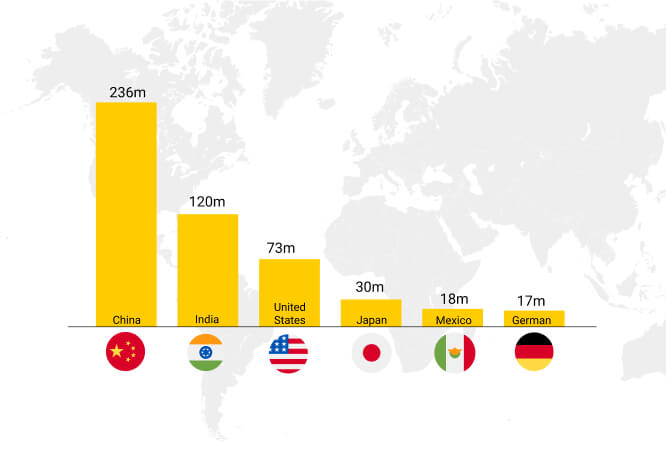 236m
120m
73m
30m
18m
17m
China
India
United
States
Japan
Mexico
German